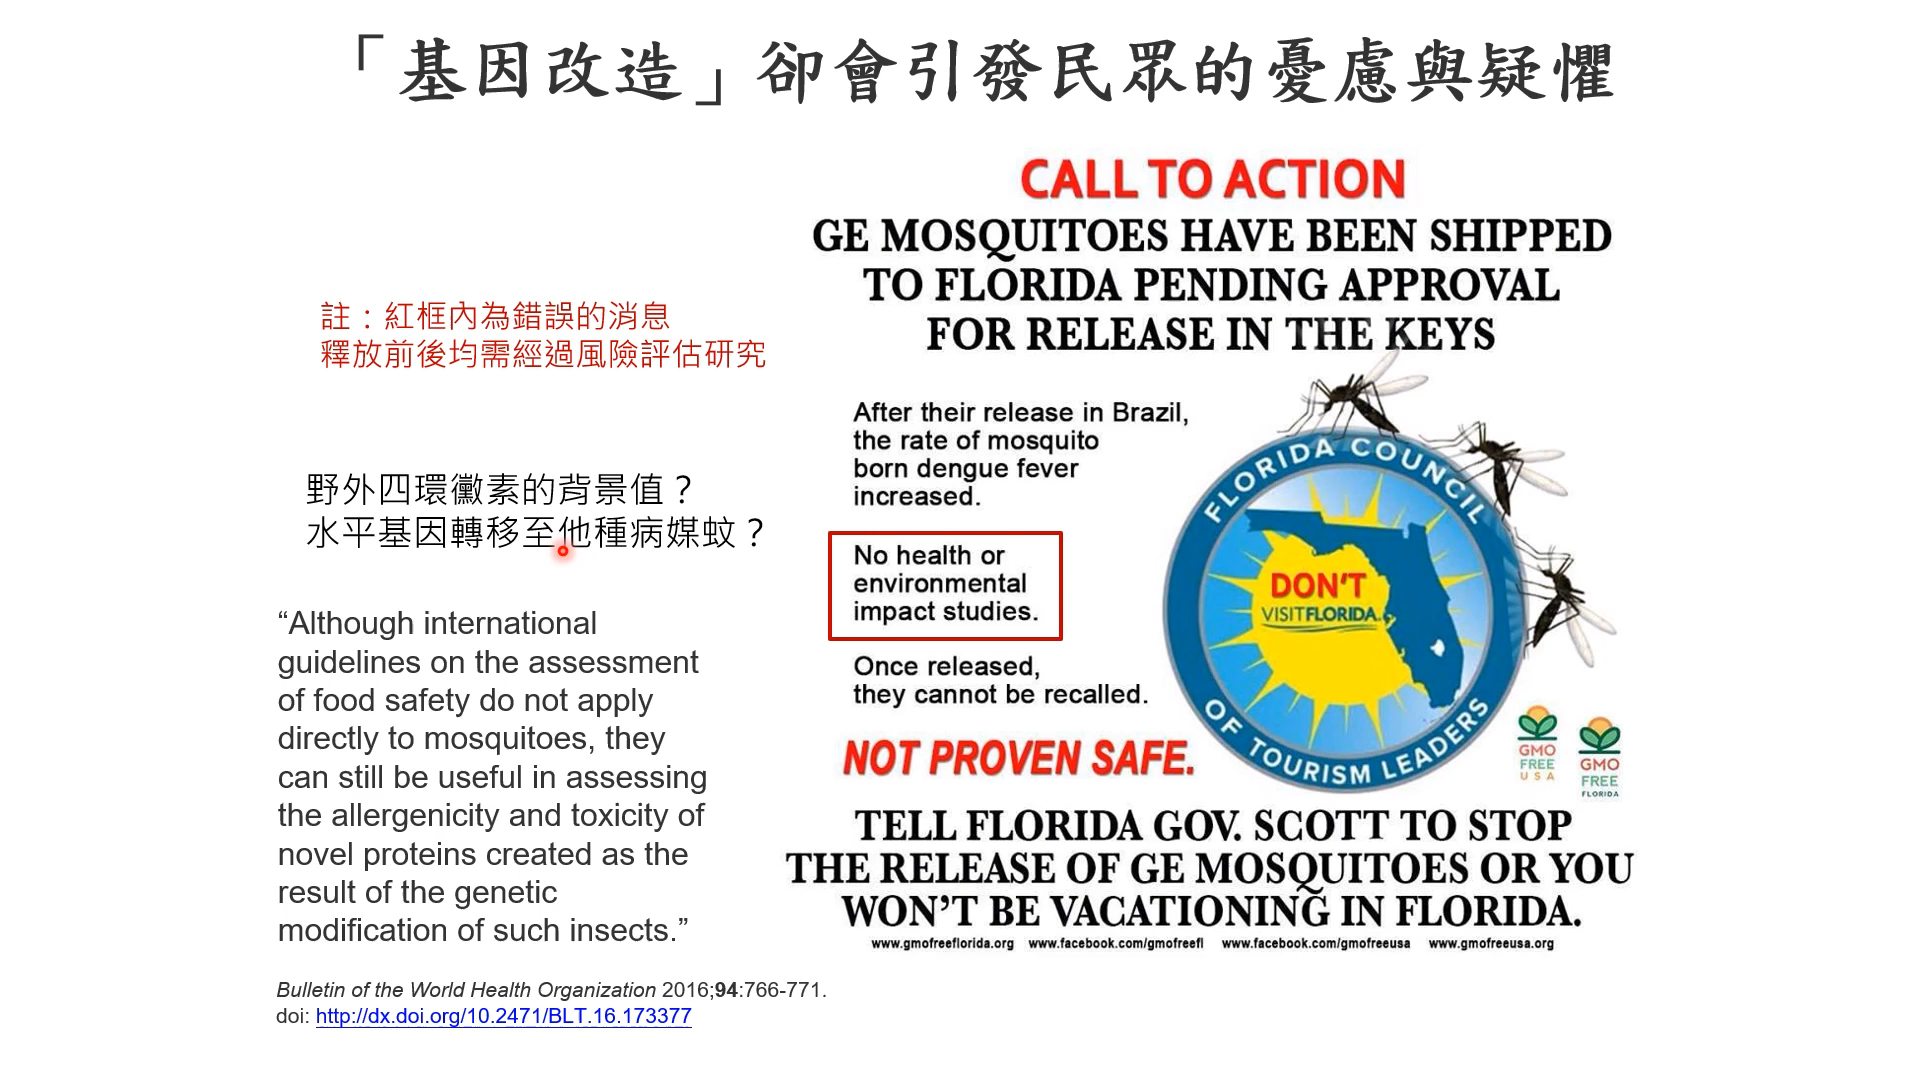 「基因改造」卻會引發民眾的憂慮與疑懼
註：紅框內為錯誤的消息
釋放前後均需經過風險評估研究
野外四環黴素的背景值？
水平基因轉移至他種病媒蚊？
“Although international
guidelines on the assessment
of food safety do not apply
directly to mosquitoes, they
can still be useful in assessing
the allergenicity and toxicity of
novel proteins created as the
result of the genetic
modification of such insects.”
Bulletin of the World Health Organization 2016;94:766-771.
doi: http://dx.doi.org/10.2471/BLT.16.173377
CALL TO ACTION
GE MOSQUITOES HAVE BEEN SHIPPED
TO FLORIDA PENDING APPROVAL
FOR RELEASE IN THE KEYS
After their release in Brazil,
the rate of mosquito
born dengue fever
increased.
No health or
environmental
impact studies.
Once released,
they cannot be recalled.
NOT PROVEN SAFE.
FLORIDA COUNCIL
DON'T
VISITFLORIDA
OF TOURISM LEADERS
GMO
FREE
USA
GMO
FREE
FLORIDA
TELL FLORIDA GOV. SCOTT TO STOP
THE RELEASE OF GE MOSQUITOES OR YOU
WON'T BE VACATIONING IN FLORIDA.
www.gmofreeflorida.org www.facebook.com/gmofreefl www.facebook.com/gmofreeusa www.gmofreeusa.org